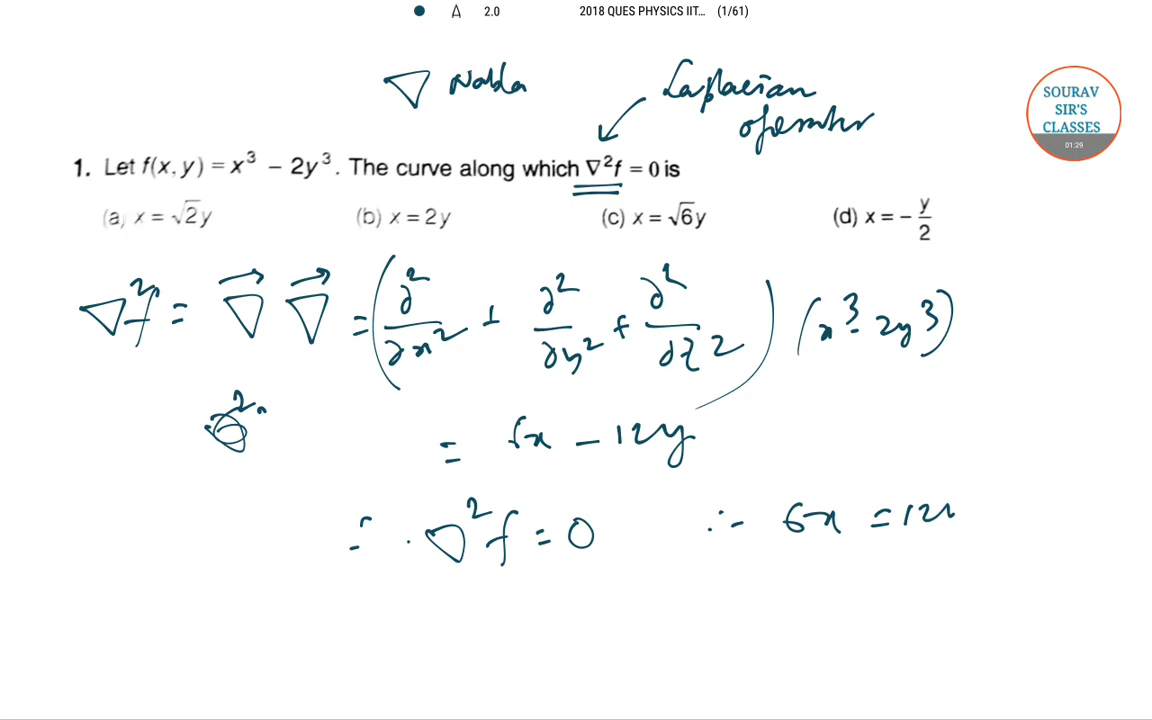 2.0 2018 QUES PHYSICS IIT... (1/61)
∇ Nabla
Laplacian
operator
SOURAV
SIR'S
CLASSES
01:29
1. Let f(x, y) = x³ − 2y³. The curve along which ∇²f = 0 is
(a) x = √2y (b) x = 2y (c) x = √6y (d) x = − y/2
∇²f = ∇⃗ ∇⃗ = (∂²/∂x² + ∂²/∂y² + ∂²/∂z²) (x³ − 2y³)
= 6x − 12y
∇²f = 0 ∴ 6x = 12